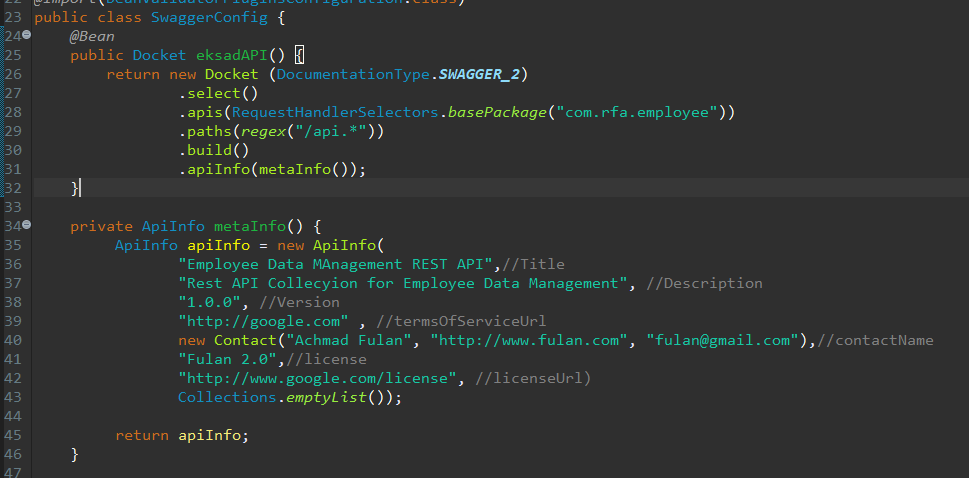 @Import(BeanValidatorPluginsConfiguration.class)
23 public class SwaggerConfig {
24 @Bean
25 public Docket eksadAPI() {
26 return new Docket (DocumentationType.SWAGGER_2)
27 .select()
28 .apis(RequestHandlerSelectors.basePackage("com.rfa.employee"))
29 .paths(regex("/api.*"))
30 .build()
31 .apiInfo(metaInfo());
32 }
33
34 private ApiInfo metaInfo() {
35 ApiInfo apiInfo = new ApiInfo(
36 "Employee Data MAnagement REST API",//Title
37 "Rest API Collecyion for Employee Data Management", //Description
38 "1.0.0", //Version
39 "http://google.com" , //termsOfServiceUrl
40 new Contact("Achmad Fulan", "http://www.fulan.com", "fulan@gmail.com"),//contactName
41 "Fulan 2.0",//license
42 "http://www.google.com/license", //licenseUrl)
43 Collections.emptyList());
44
45 return apiInfo;
46 }
47